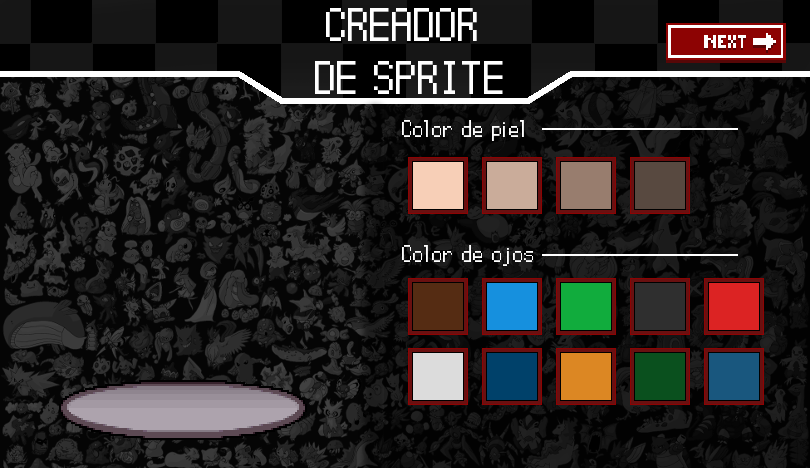 CREADOR
DE SPRITE
NEXT
Color de piel
Color de ojos